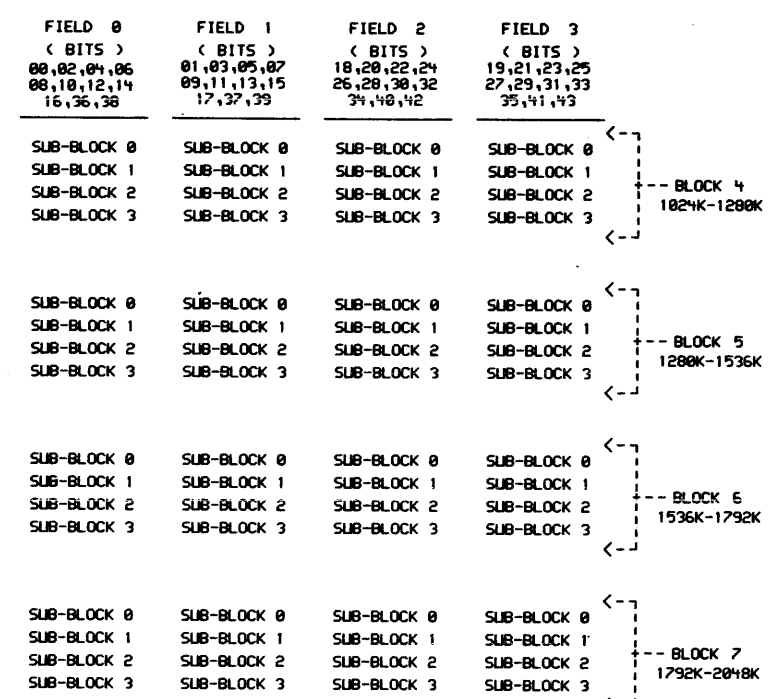 FIELD 0 FIELD 1 FIELD 2 FIELD 3
( BITS ) ( BITS ) ( BITS ) ( BITS )
00,02,04,06 01,03,05,07 18,20,22,24 19,21,23,25
08,10,12,14 09,11,13,15 26,28,30,32 27,29,31,33
16,36,38 17,37,39 34,40,42 35,41,43
SUB-BLOCK 0 SUB-BLOCK 0 SUB-BLOCK 0 SUB-BLOCK 0
SUB-BLOCK 1 SUB-BLOCK 1 SUB-BLOCK 1 SUB-BLOCK 1
SUB-BLOCK 2 SUB-BLOCK 2 SUB-BLOCK 2 SUB-BLOCK 2 BLOCK 4
SUB-BLOCK 3 SUB-BLOCK 3 SUB-BLOCK 3 SUB-BLOCK 3 1024K-1280K
SUB-BLOCK 0 SUB-BLOCK 0 SUB-BLOCK 0 SUB-BLOCK 0
SUB-BLOCK 1 SUB-BLOCK 1 SUB-BLOCK 1 SUB-BLOCK 1
SUB-BLOCK 2 SUB-BLOCK 2 SUB-BLOCK 2 SUB-BLOCK 2 BLOCK 5
SUB-BLOCK 3 SUB-BLOCK 3 SUB-BLOCK 3 SUB-BLOCK 3 1280K-1536K
SUB-BLOCK 0 SUB-BLOCK 0 SUB-BLOCK 0 SUB-BLOCK 0
SUB-BLOCK 1 SUB-BLOCK 1 SUB-BLOCK 1 SUB-BLOCK 1
SUB-BLOCK 2 SUB-BLOCK 2 SUB-BLOCK 2 SUB-BLOCK 2 BLOCK 6
SUB-BLOCK 3 SUB-BLOCK 3 SUB-BLOCK 3 SUB-BLOCK 3 1536K-1792K
SUB-BLOCK 0 SUB-BLOCK 0 SUB-BLOCK 0 SUB-BLOCK 0
SUB-BLOCK 1 SUB-BLOCK 1 SUB-BLOCK 1 SUB-BLOCK 1
SUB-BLOCK 2 SUB-BLOCK 2 SUB-BLOCK 2 SUB-BLOCK 2 BLOCK 7
SUB-BLOCK 3 SUB-BLOCK 3 SUB-BLOCK 3 SUB-BLOCK 3 1792K-2048K